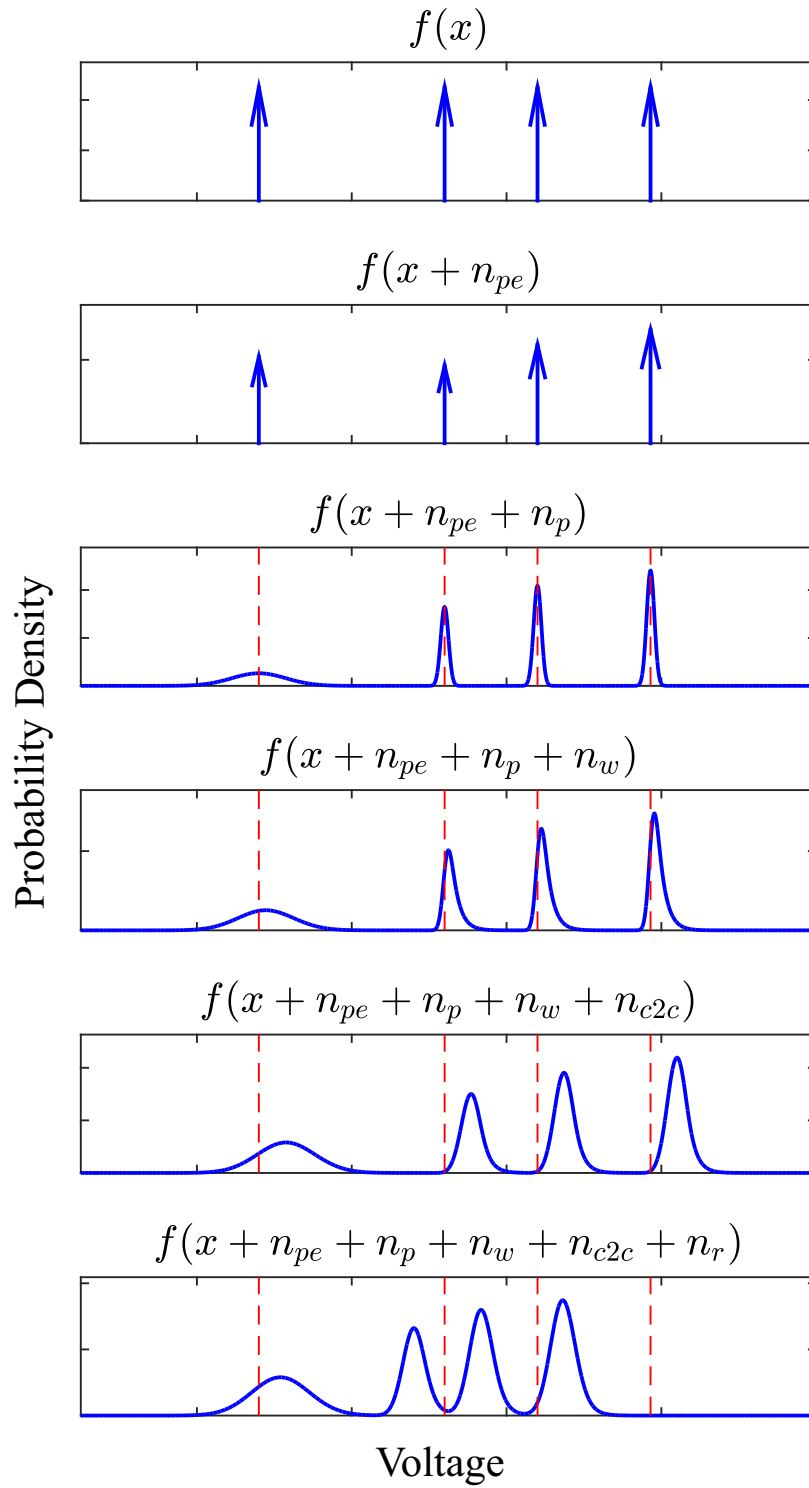 f(x)
f(x + n_{pe})
f(x + n_{pe} + n_p)
f(x + n_{pe} + n_p + n_w)
f(x + n_{pe} + n_p + n_w + n_{c2c})
f(x + n_{pe} + n_p + n_w + n_{c2c} + n_r)
Probability Density
Voltage